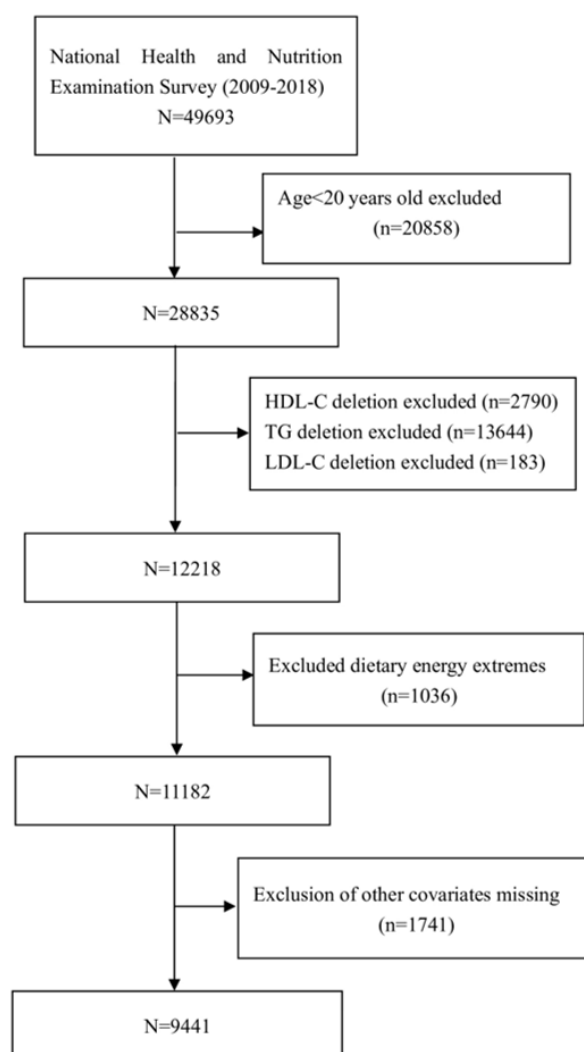 National Health and Nutrition
Examination Survey (2009-2018)
N=49693
Age<20 years old excluded
(n=20858)
N=28835
HDL-C deletion excluded (n=2790)
TG deletion excluded (n=13644)
LDL-C deletion excluded (n=183)
N=12218
Excluded dietary energy extremes
(n=1036)
N=11182
Exclusion of other covariates missing
(n=1741)
N=9441